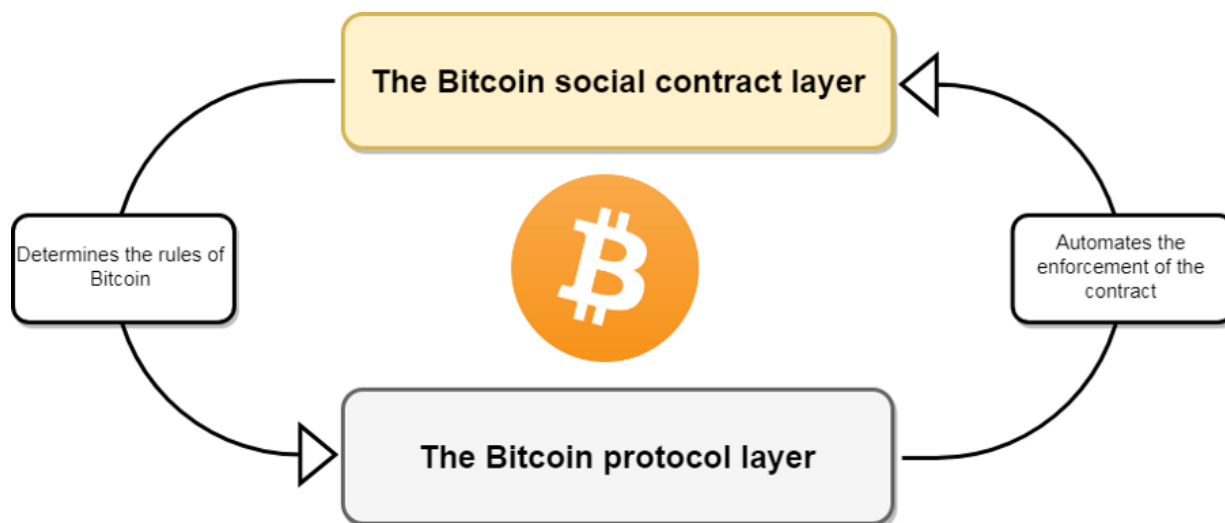 The Bitcoin social contract layer
Determines the rules of
Bitcoin
Automates the
enforcement of the
contract
The Bitcoin protocol layer